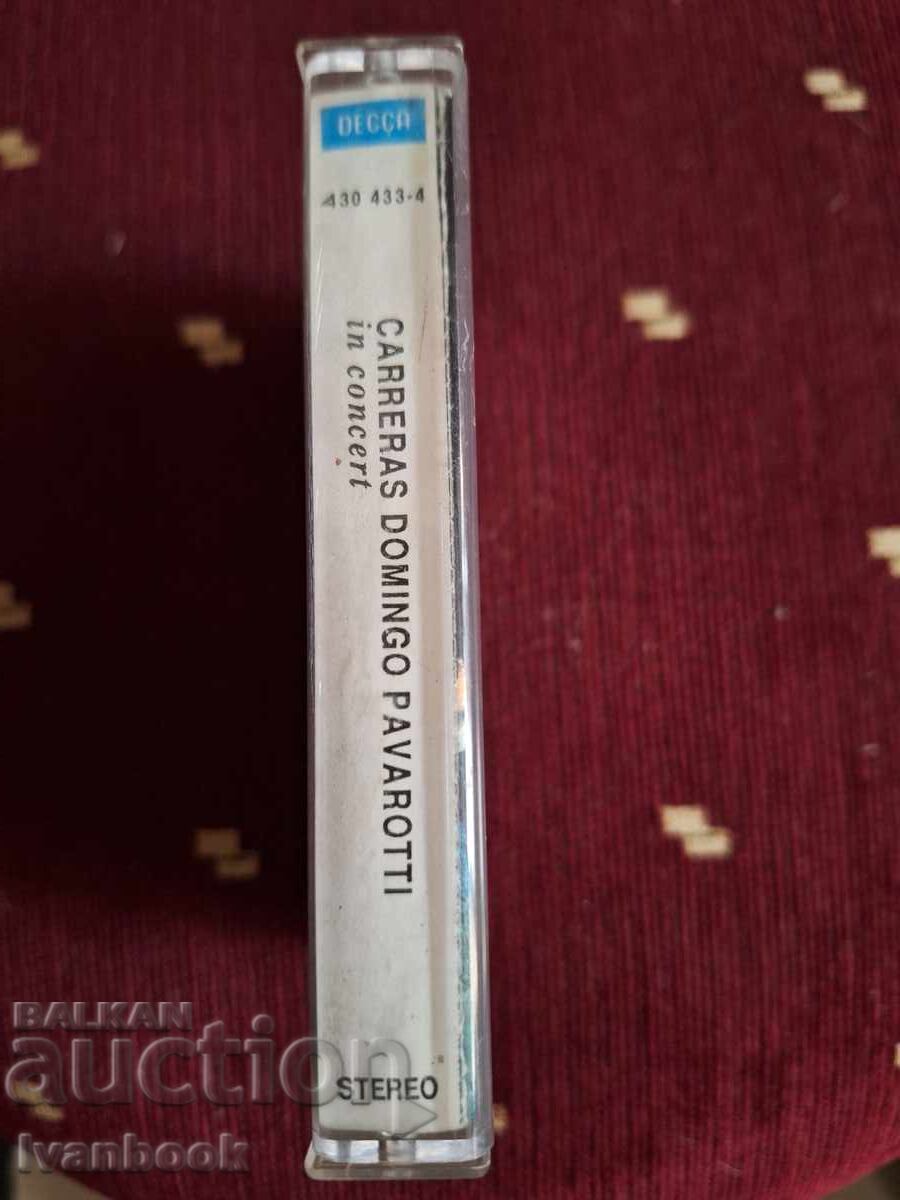 DECCA
430 433-4
CARRERAS DOMINGO PAVAROTTI
in concert
STEREO
BALKAN
auction
Ivanbook